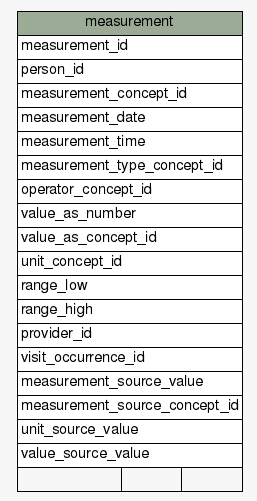 measurement
measurement_id
person_id
measurement_concept_id
measurement_date
measurement_time
measurement_type_concept_id
operator_concept_id
value_as_number
value_as_concept_id
unit_concept_id
range_low
range_high
provider_id
visit_occurrence_id
measurement_source_value
measurement_source_concept_id
unit_source_value
value_source_value